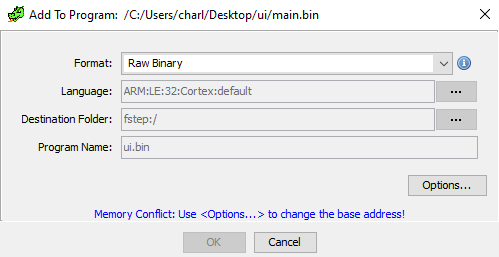 Add To Program: /C:/Users/charl/Desktop/ui/main.bin
Format: Raw Binary
Language: ARM:LE:32:Cortex:default ...
Destination Folder: fstep:/ ...
Program Name: ui.bin
Options...
Memory Conflict: Use <Options...> to change the base address!
OK Cancel